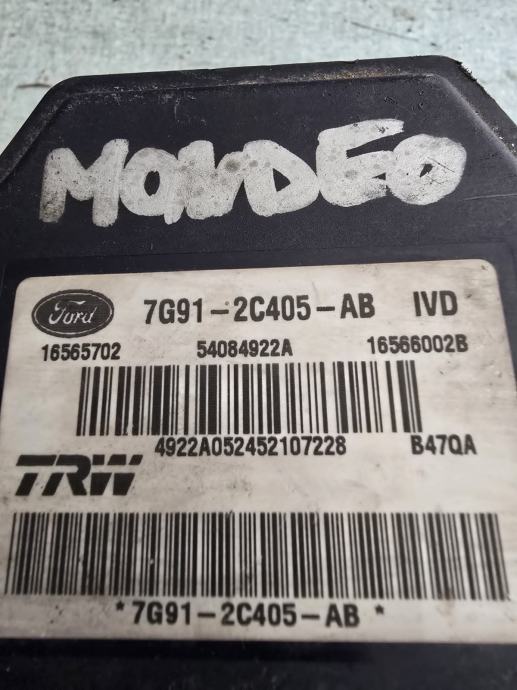 MONDEO
Ford 7G91-2C405-AB IVD
16565702 54084922A 16566002B
4922A052452107228 B47QA
TRW
*7G91-2C405-AB*